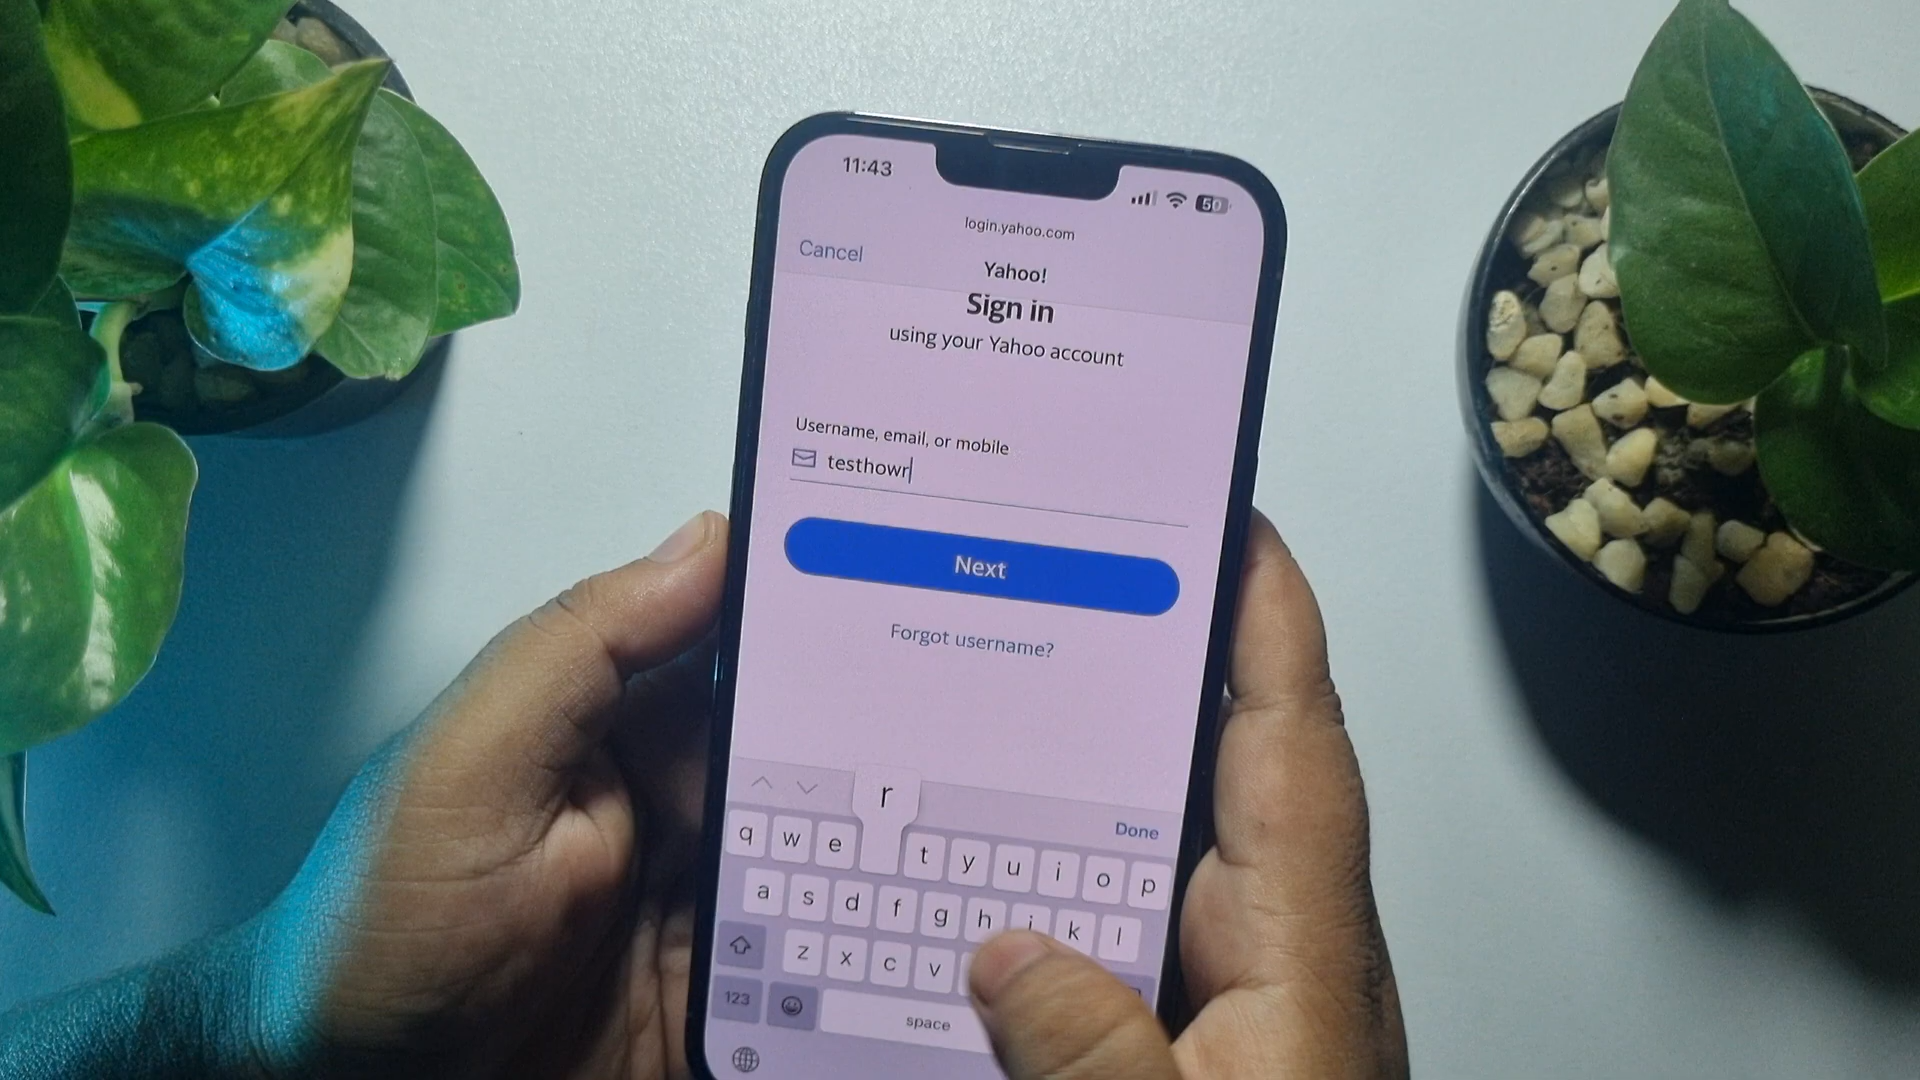 11:43
50
login.yahoo.com
Cancel
Yahoo!
Sign in
using your Yahoo account
Username, email, or mobile
testhowr
Next
Forgot username?
r
Done
q w e t y u i o p
a s d f g h j k l
z x c v
123
space